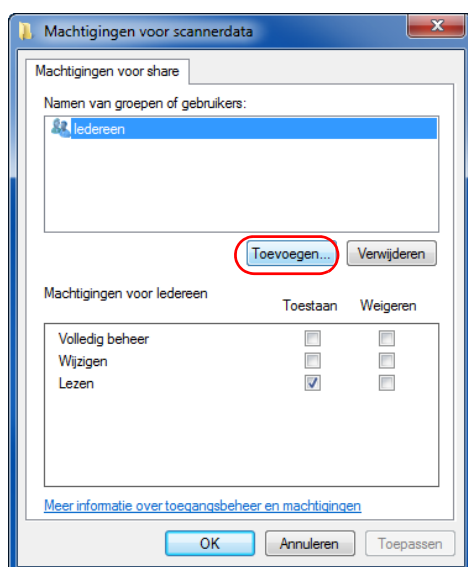 Machtigingen voor scannerdata
Machtigingen voor share
Namen van groepen of gebruikers:
Iedereen
Toevoegen... Verwijderen
Machtigingen voor Iedereen Toestaan Weigeren
Volledig beheer
Wijzigen
Lezen
Meer informatie over toegangsbeheer en machtigingen
OK Annuleren Toepassen